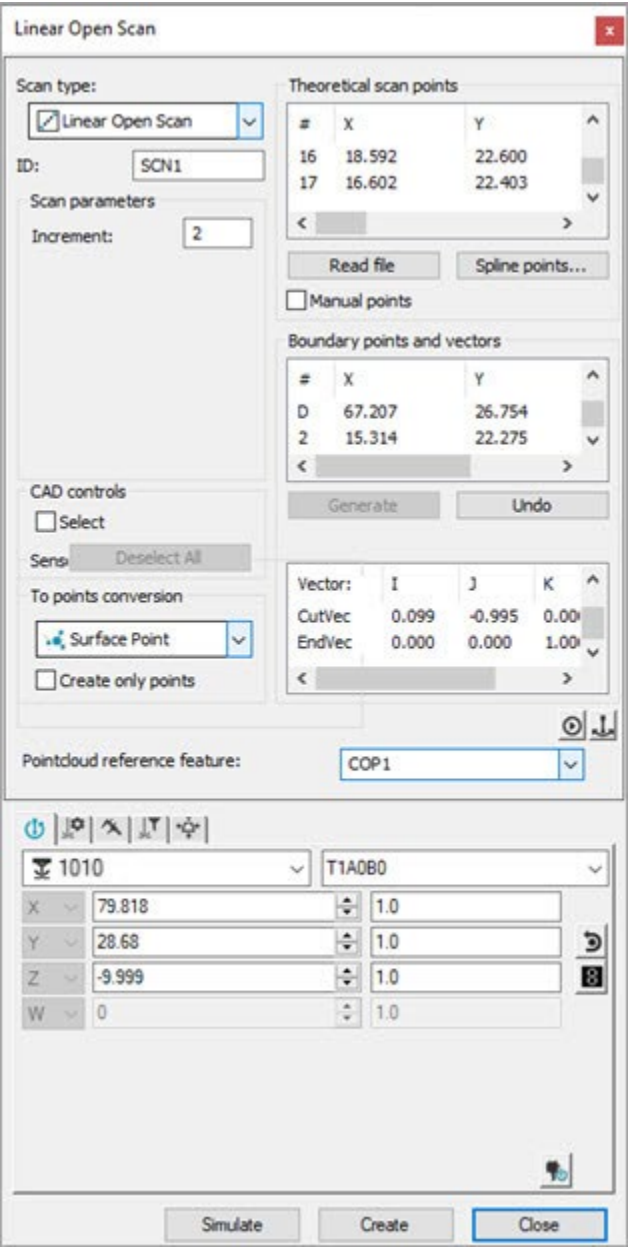 Linear Open Scan
Scan type:
Linear Open Scan
ID: SCN1
Scan parameters
Increment: 2
Theoretical scan points
# X Y
16 18.592 22.600
17 16.602 22.403
Read file Spline points...
Manual points
Boundary points and vectors
# X Y
D 67.207 26.754
2 15.314 22.275
Generate Undo
CAD controls
Select
Deselect All
To points conversion
Surface Point
Create only points
Vector: I J K
CutVec 0.099 -0.995 0.00
EndVec 0.000 0.000 1.00
Pointcloud reference feature: COP1
1010 T1A0B0
X 79.818 1.0
Y 28.68 1.0
Z -9.999 1.0
W 0 1.0
Simulate Create Close